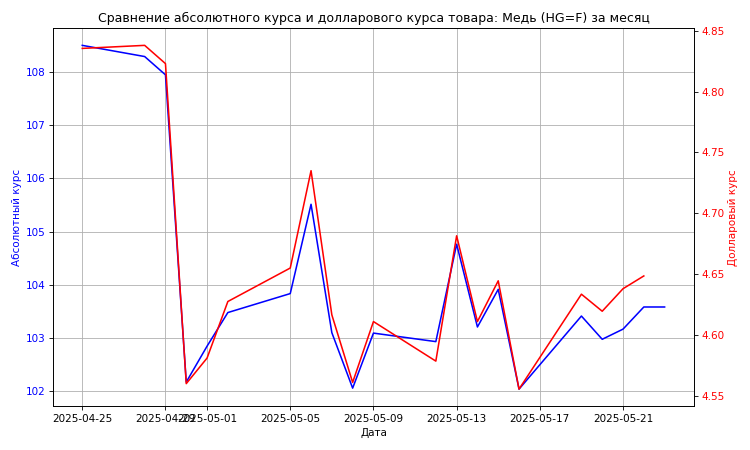 Сравнение абсолютного курса и долларового курса товара: Медь (HG=F) за месяц
108
107
106
105
104
103
102
Абсолютный курс
4.85
4.80
4.75
4.70
4.65
4.60
4.55
Долларовый курс
2025-04-25 2025-04-29 2025-05-01 2025-05-05 2025-05-09 2025-05-13 2025-05-17 2025-05-21
Дата